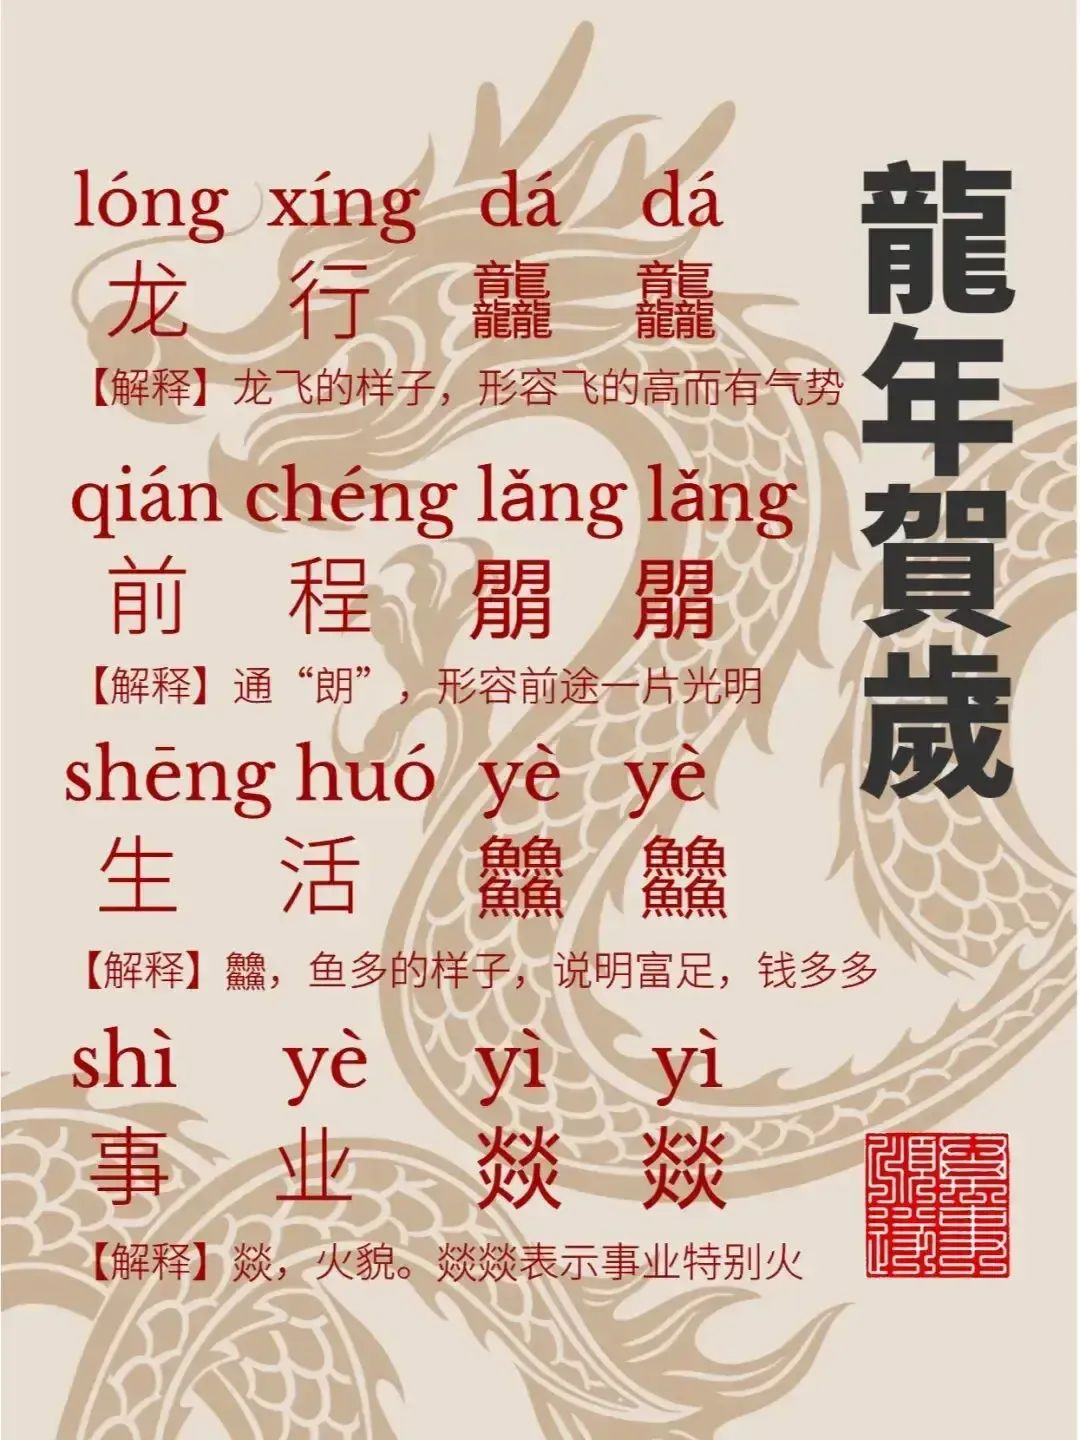 lóng xíng dá dá
龙行龘龘
【解释】龙飞的样子，形容飞的高而有气势
qián chéng lǎng lǎng
前程朤朤
【解释】通“朗”，形容前途一片光明
shēng huó yè yè
生活䲜䲜
【解释】䲜，鱼多的样子，说明富足，钱多多
shì yè yì yì
事业燚燚
【解释】燚，火貌。燚燚表示事业特别火
龍年賀歲